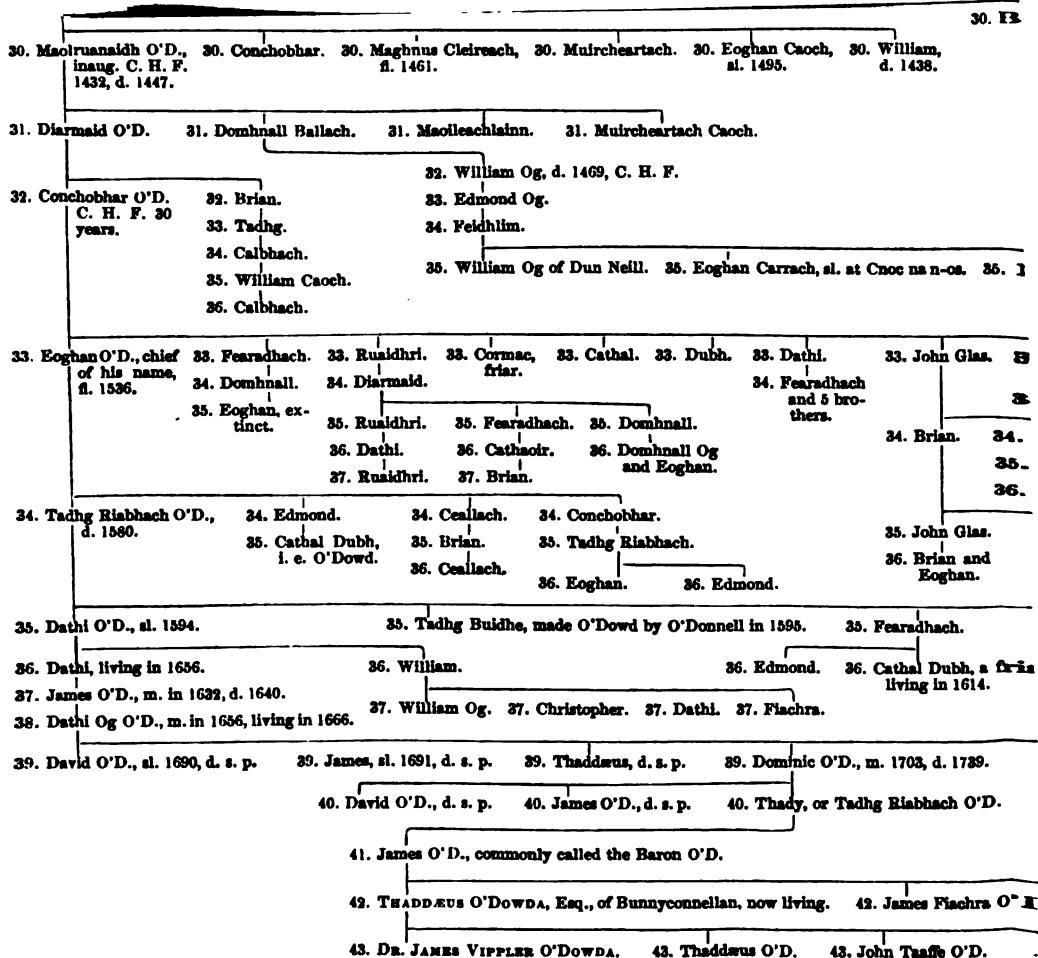 30. Maolruanaidh O'D., 30. Conchobhar. 30. Maghnus Cleireach, 30. Muircheartach. 30. Eoghan Caoch, 30. William,
inaug. C. H. F. fl. 1461. sl. 1495. d. 1438.
1432, d. 1447.
31. Diarmaid O'D. 31. Domhnall Ballach. 31. Maoileachlainn. 31. Muircheartach Caoch.
32. William Og, d. 1469, C. H. F.
32. Conchobhar O'D. 32. Brian. 33. Edmond Og.
C. H. F. 30 33. Tadhg. 34. Feidhlim.
years.
34. Calbhach.
35. William Og of Dun Neill. 35. Eoghan Carrach, sl. at Cnoc na n-os. 35.
35. William Caoch.
36. Calbhach.
33. Eoghan O'D., chief 33. Fearadhach. 33. Ruaidhri. 33. Cormac, 33. Cathal. 33. Dubh. 33. Dathi. 33. John Glas.
of his name, friar.
fl. 1536. 34. Domhnall. 34. Diarmaid. 34. Fearadhach
and 5 bro-
35. Eoghan, ex- thers.
tinct. 35. Ruaidhri. 35. Fearadhach. 35. Domhnall.
34. Brian. 34.
36. Dathi. 36. Cathaoir. 36. Domhnall Og
and Eoghan. 35.
37. Ruaidhri. 37. Brian.
36.
34. Tadhg Riabhach O'D., 34. Edmond. 34. Ceallach. 34. Conchobhar.
d. 1580. 35. John Glas.
35. Cathal Dubh, 35. Brian. 35. Tadhg Riabhach.
i. e. O'Dowd. 36. Brian and
36. Ceallach. Eoghan.
36. Eoghan. 36. Edmond.
35. Dathi O'D., sl. 1594. 35. Tadhg Buidhe, made O'Dowd by O'Donnell in 1595. 35. Fearadhach.
36. Dathi, living in 1656. 36. William. 36. Edmond. 36. Cathal Dubh, a fria
living in 1614.
37. James O'D., m. in 1632, d. 1640.
37. William Og. 37. Christopher. 37. Dathi. 37. Fiachra.
38. Dathi Og O'D., m. in 1656, living in 1666.
39. David O'D., sl. 1690, d. s. p. 39. James, sl. 1691, d. s. p. 39. Thaddæus, d. s. p. 39. Dominic O'D., m. 1703, d. 1739.
40. David O'D., d. s. p. 40. James O'D., d. s. p. 40. Thady, or Tadhg Riabhach O'D.
41. James O'D., commonly called the Baron O'D.
42. THADDÆUS O'DOWDA, Esq., of Bunnyconnellan, now living. 42. James Fiachra
43. DR. JAMES VIPPLER O'DOWDA. 43. Thaddæus O'D. 43. John Taaffe O'D.